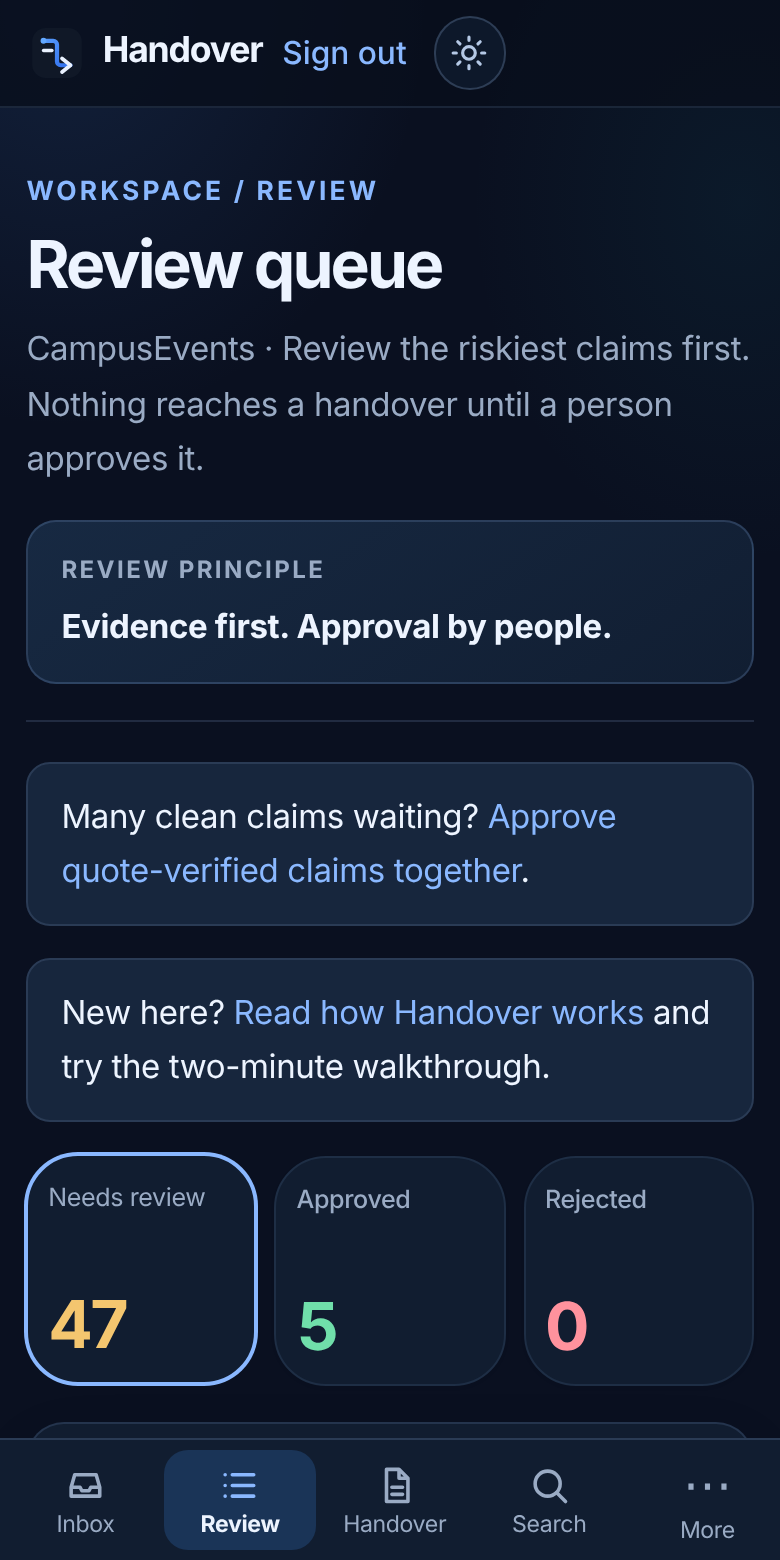 Handover Sign out
WORKSPACE / REVIEW
Review queue
CampusEvents · Review the riskiest claims first.
Nothing reaches a handover until a person
approves it.
REVIEW PRINCIPLE
Evidence first. Approval by people.
Many clean claims waiting? Approve
quote-verified claims together.
New here? Read how Handover works and
try the two-minute walkthrough.
Needs review Approved Rejected
47 5 0
Inbox Review Handover Search More